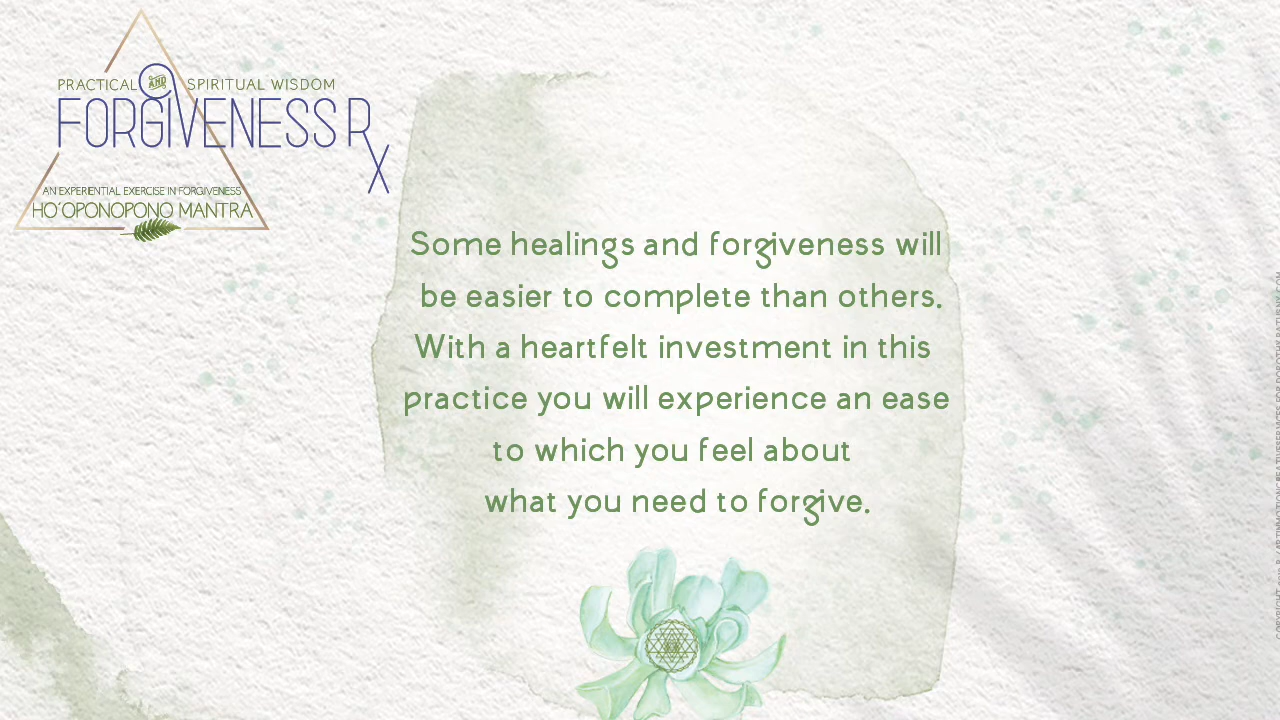 PRACTICAL AND SPIRITUAL WISDOM
FORGIVENESS RX
AN EXPERIENTIAL EXERCISE IN FORGIVENESS
HO'OPONOPONO MANTRA
Some healings and forgiveness will
be easier to complete than others.
With a heartfelt investment in this
practice you will experience an ease
to which you feel about
what you need to forgive.